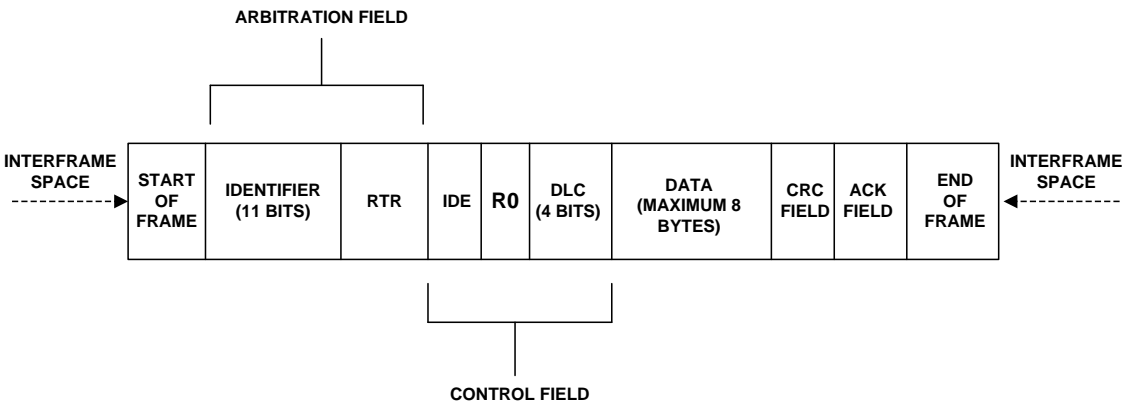 ARBITRATION FIELD
INTERFRAME
SPACE
START
OF
FRAME
IDENTIFIER
(11 BITS)
RTR
IDE
R0
DLC
(4 BITS)
DATA
(MAXIMUM 8
BYTES)
CRC
FIELD
ACK
FIELD
END
OF
FRAME
INTERFRAME
SPACE
CONTROL FIELD